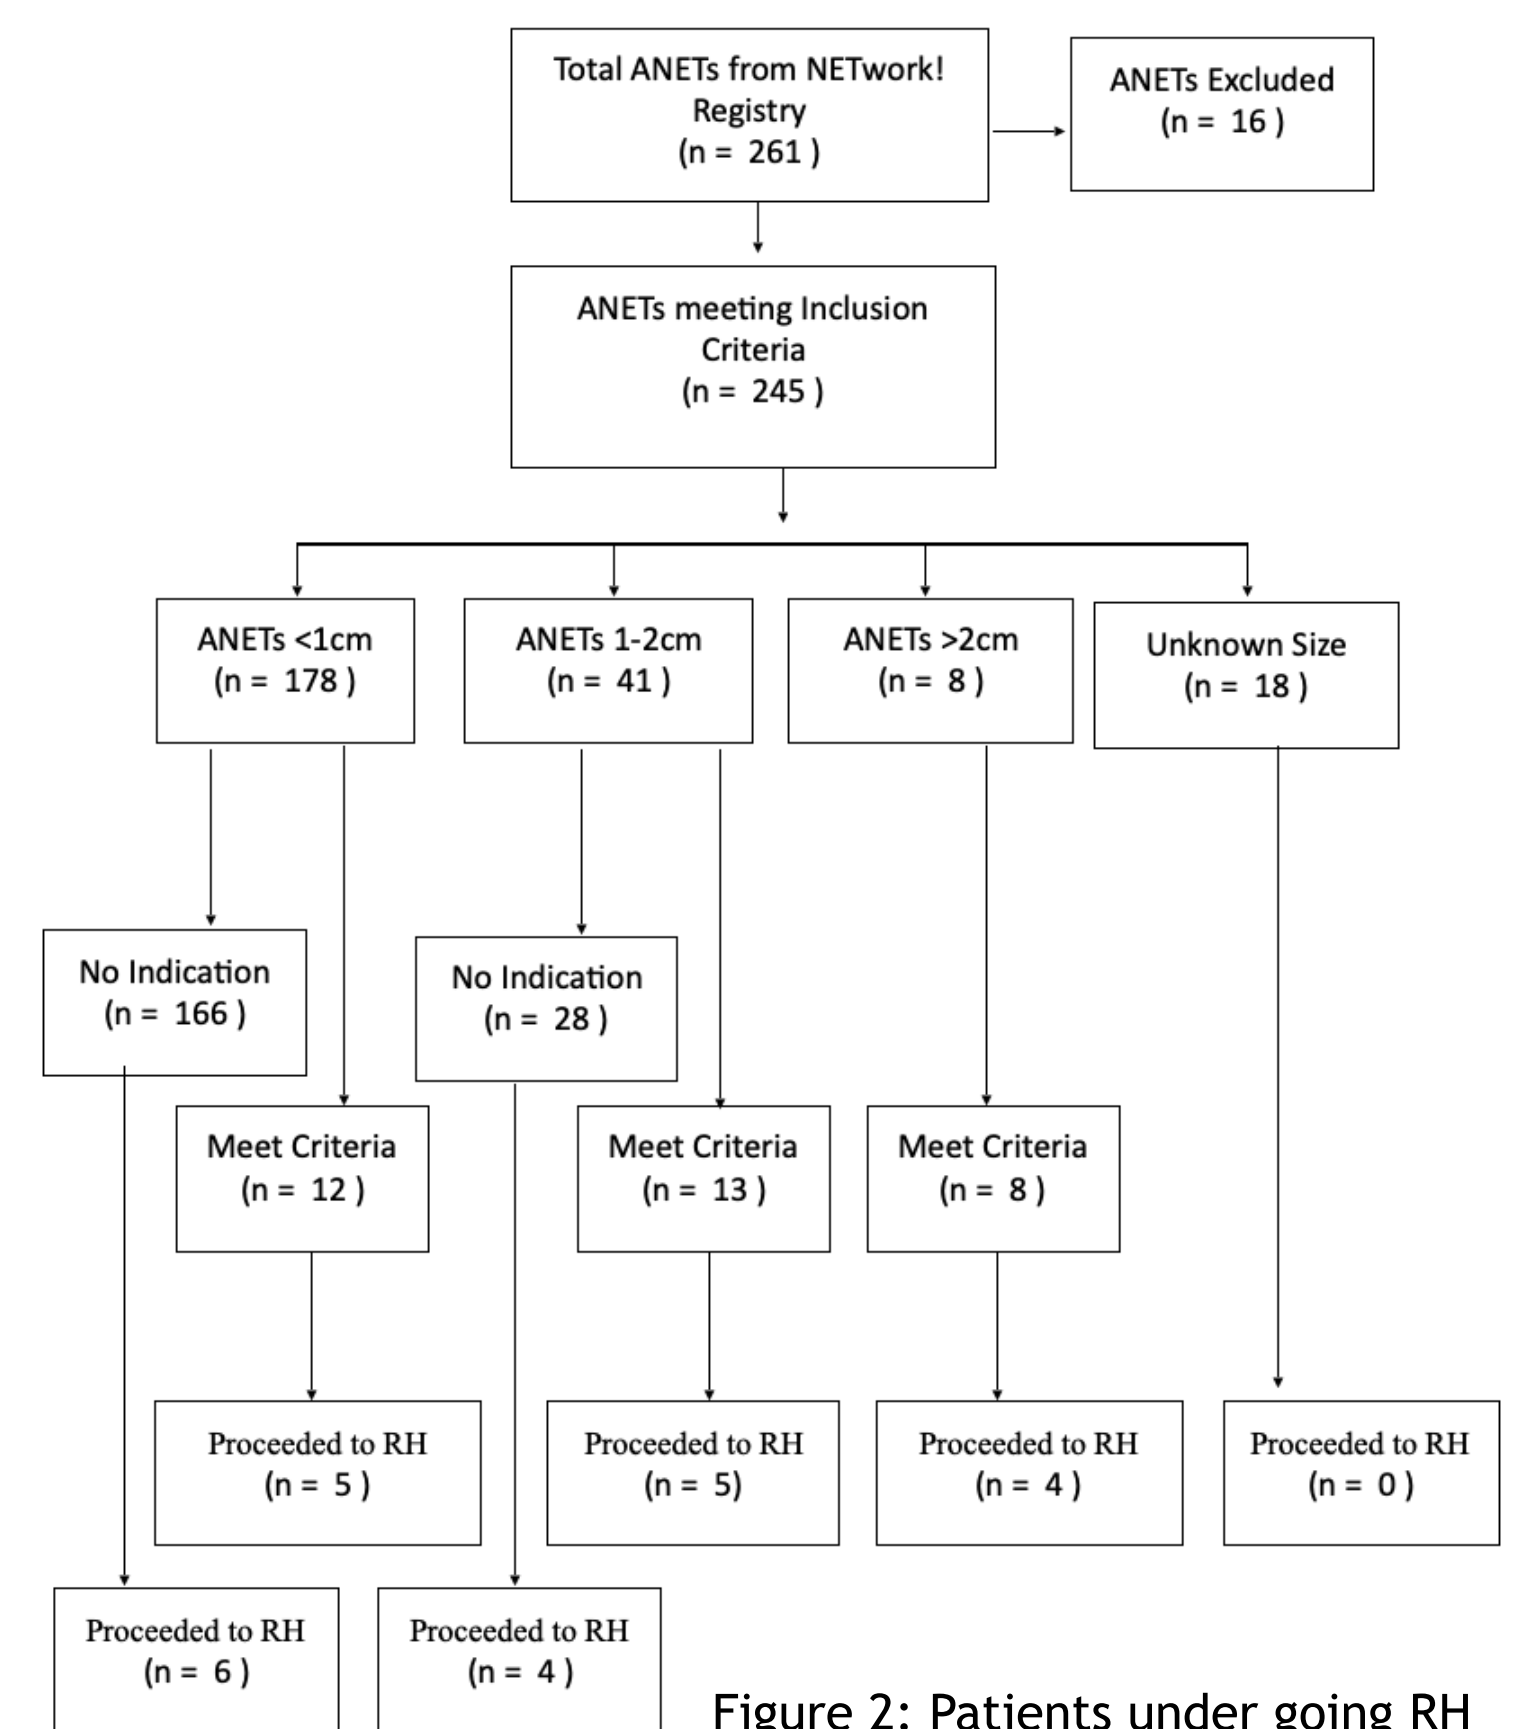 Total ANETs from NETwork!
Registry
(n = 261 )
ANETs Excluded
(n = 16 )
ANETs meeting Inclusion
Criteria
(n = 245 )
ANETs <1cm
(n = 178 )
ANETs 1-2cm
(n = 41 )
ANETs >2cm
(n = 8 )
Unknown Size
(n = 18 )
No Indication
(n = 166 )
No Indication
(n = 28 )
Meet Criteria
(n = 12 )
Meet Criteria
(n = 13 )
Meet Criteria
(n = 8 )
Proceeded to RH
(n = 5 )
Proceeded to RH
(n = 5)
Proceeded to RH
(n = 4 )
Proceeded to RH
(n = 0 )
Proceeded to RH
(n = 6 )
Proceeded to RH
(n = 4 )
Figure 2: Patients under going RH